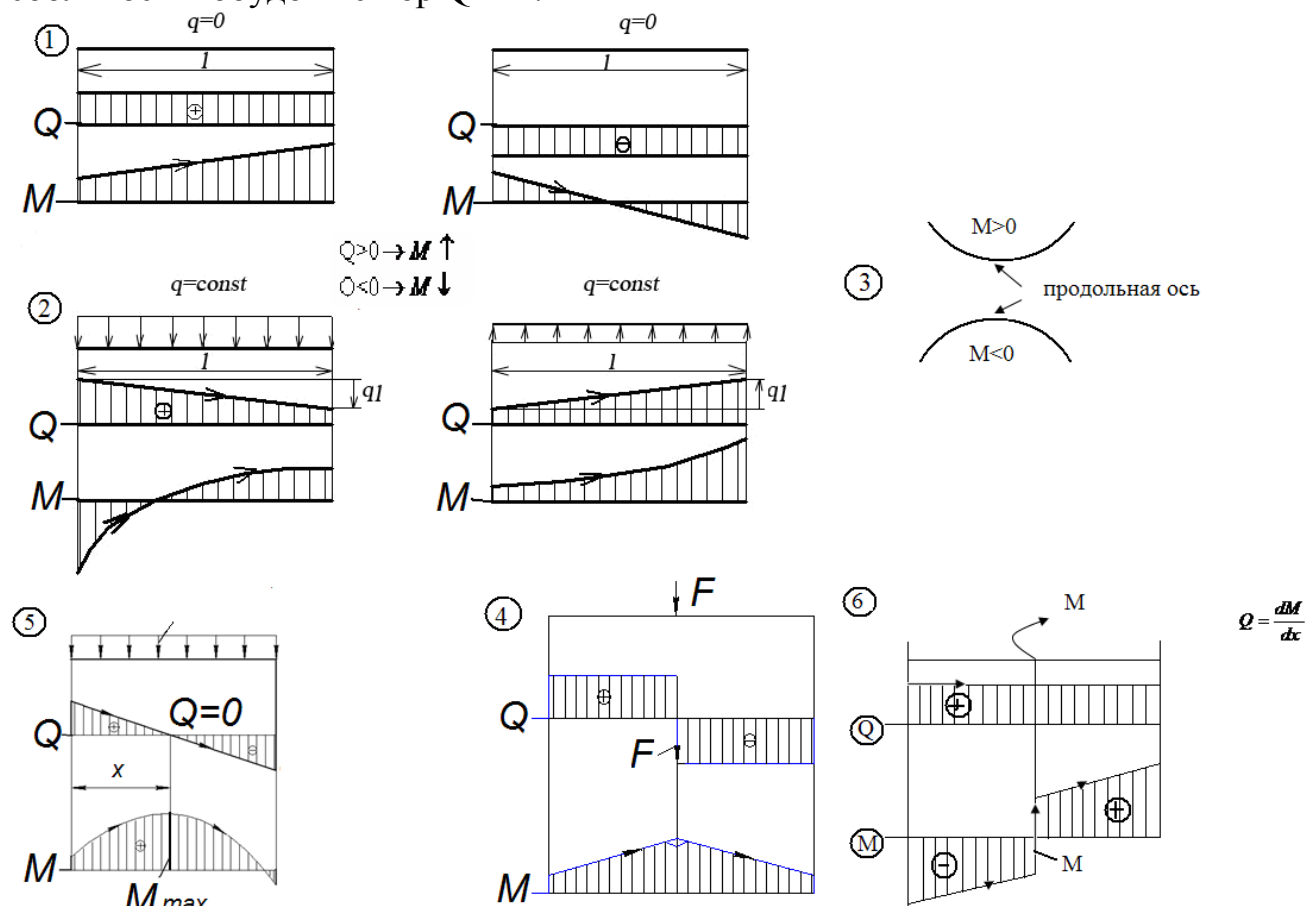 Q и
q=0
q=0
1
l
l
Q
⊕
Q
⊖
M
M
Q>0→M ↑
Q<0→M ↓
q=const
q=const
2
l
ql
l
ql
Q
⊕
Q
M
M
3
M>0
продольная ось
M<0
5
Q=0
Q
⊕
⊖
x
M
⊕
M max
4
F
Q
⊕
⊖
F
M
6
M
Q = dM/dx
Q
+
M
+
−
M